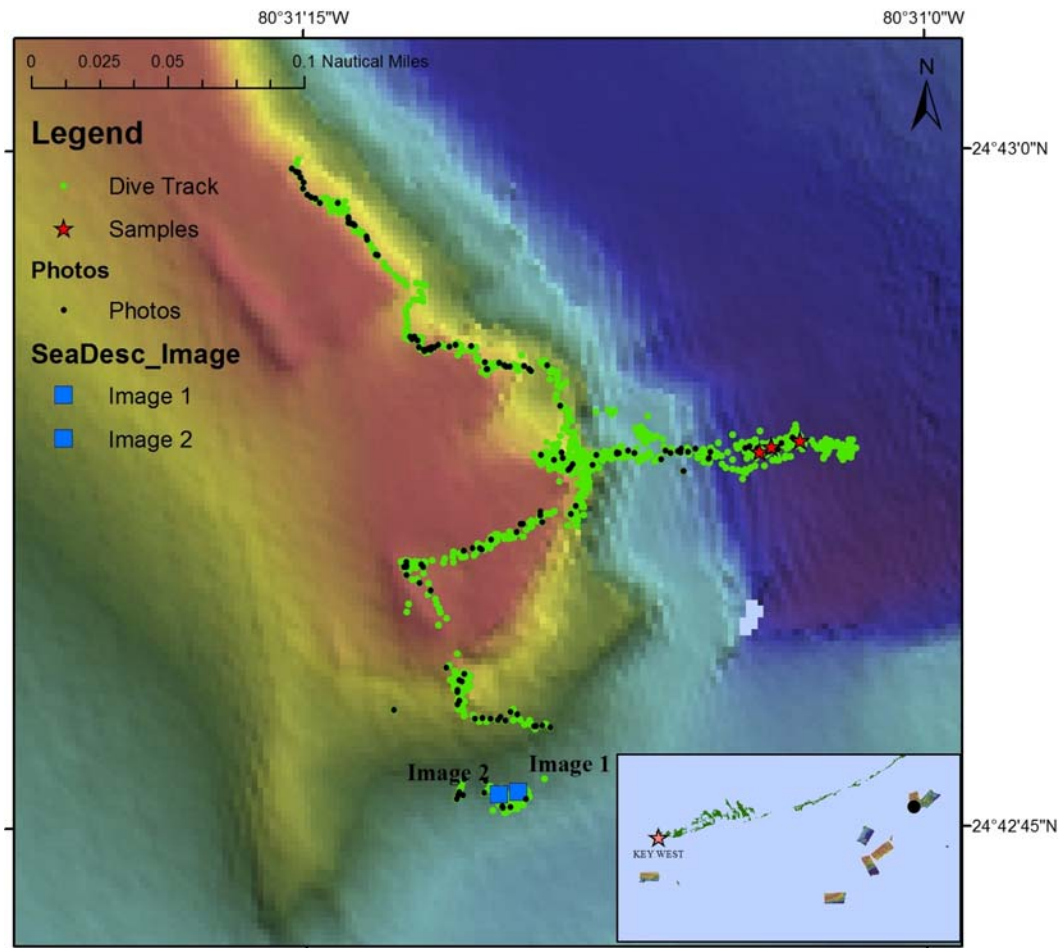 80°31'15"W
80°31'0"W
0
0.025
0.05
0.1 Nautical Miles
N
Legend
24°43'0"N
Dive Track
Samples
Photos
Photos
SeaDesc_Image
Image 1
Image 2
Image 2
Image 1
24°42'45"N
KEY WEST